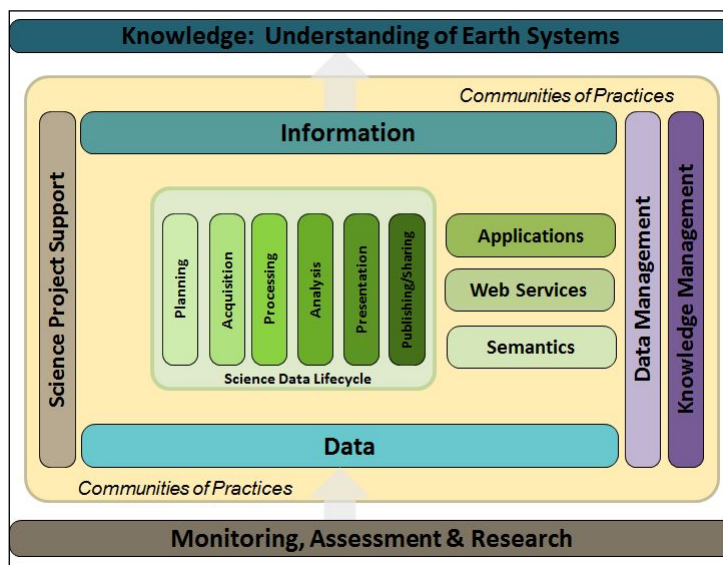 Knowledge: Understanding of Earth Systems
Communities of Practices
Information
Science Project Support
Planning
Acquisition
Processing
Analysis
Presentation
Publishing/Sharing
Science Data Lifecycle
Applications
Web Services
Semantics
Data Management
Knowledge Management
Data
Communities of Practices
Monitoring, Assessment & Research